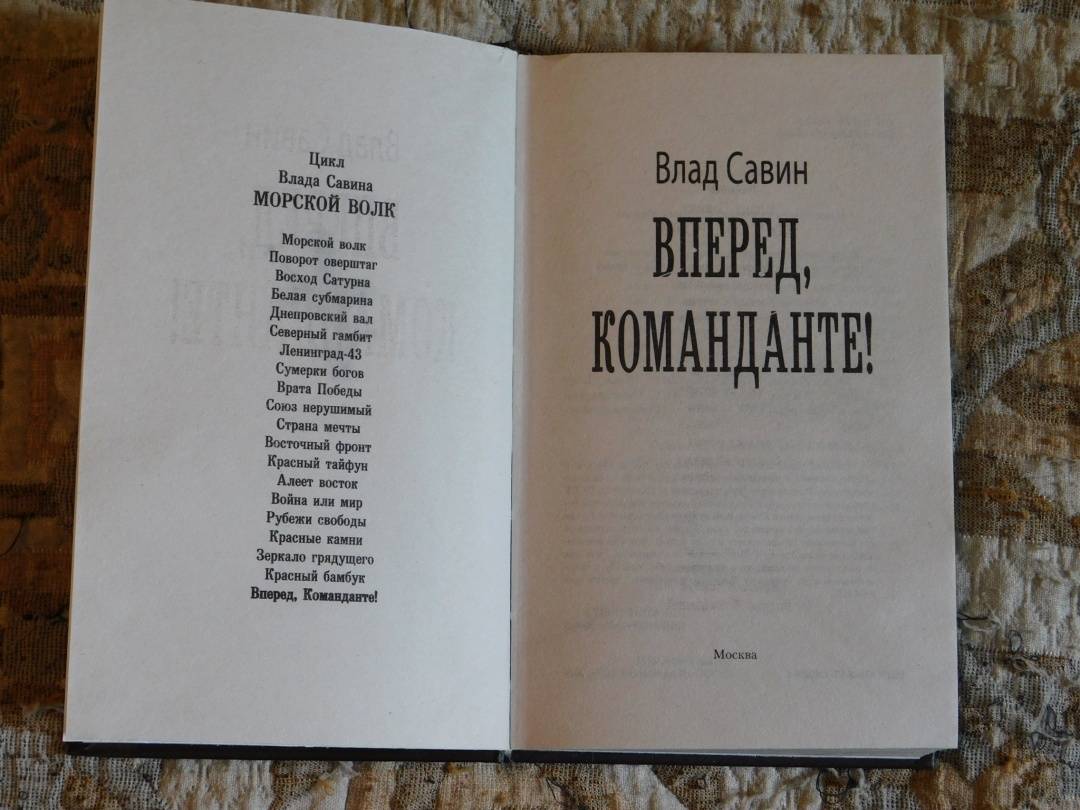 Цикл
Влада Савина
МОРСКОЙ ВОЛК
Морской волк
Поворот оверштаг
Восход Сатурна
Белая субмарина
Днепровский вал
Северный гамбит
Ленинград-43
Сумерки богов
Врата Победы
Союз нерушимый
Страна мечты
Восточный фронт
Красный тайфун
Алеет восток
Война или мир
Рубежи свободы
Красные камни
Зеркало грядущего
Красный бамбук
Вперед, Команданте!
Влад Савин
ВПЕРЕД,
КОМАНДАНТЕ!
Москва